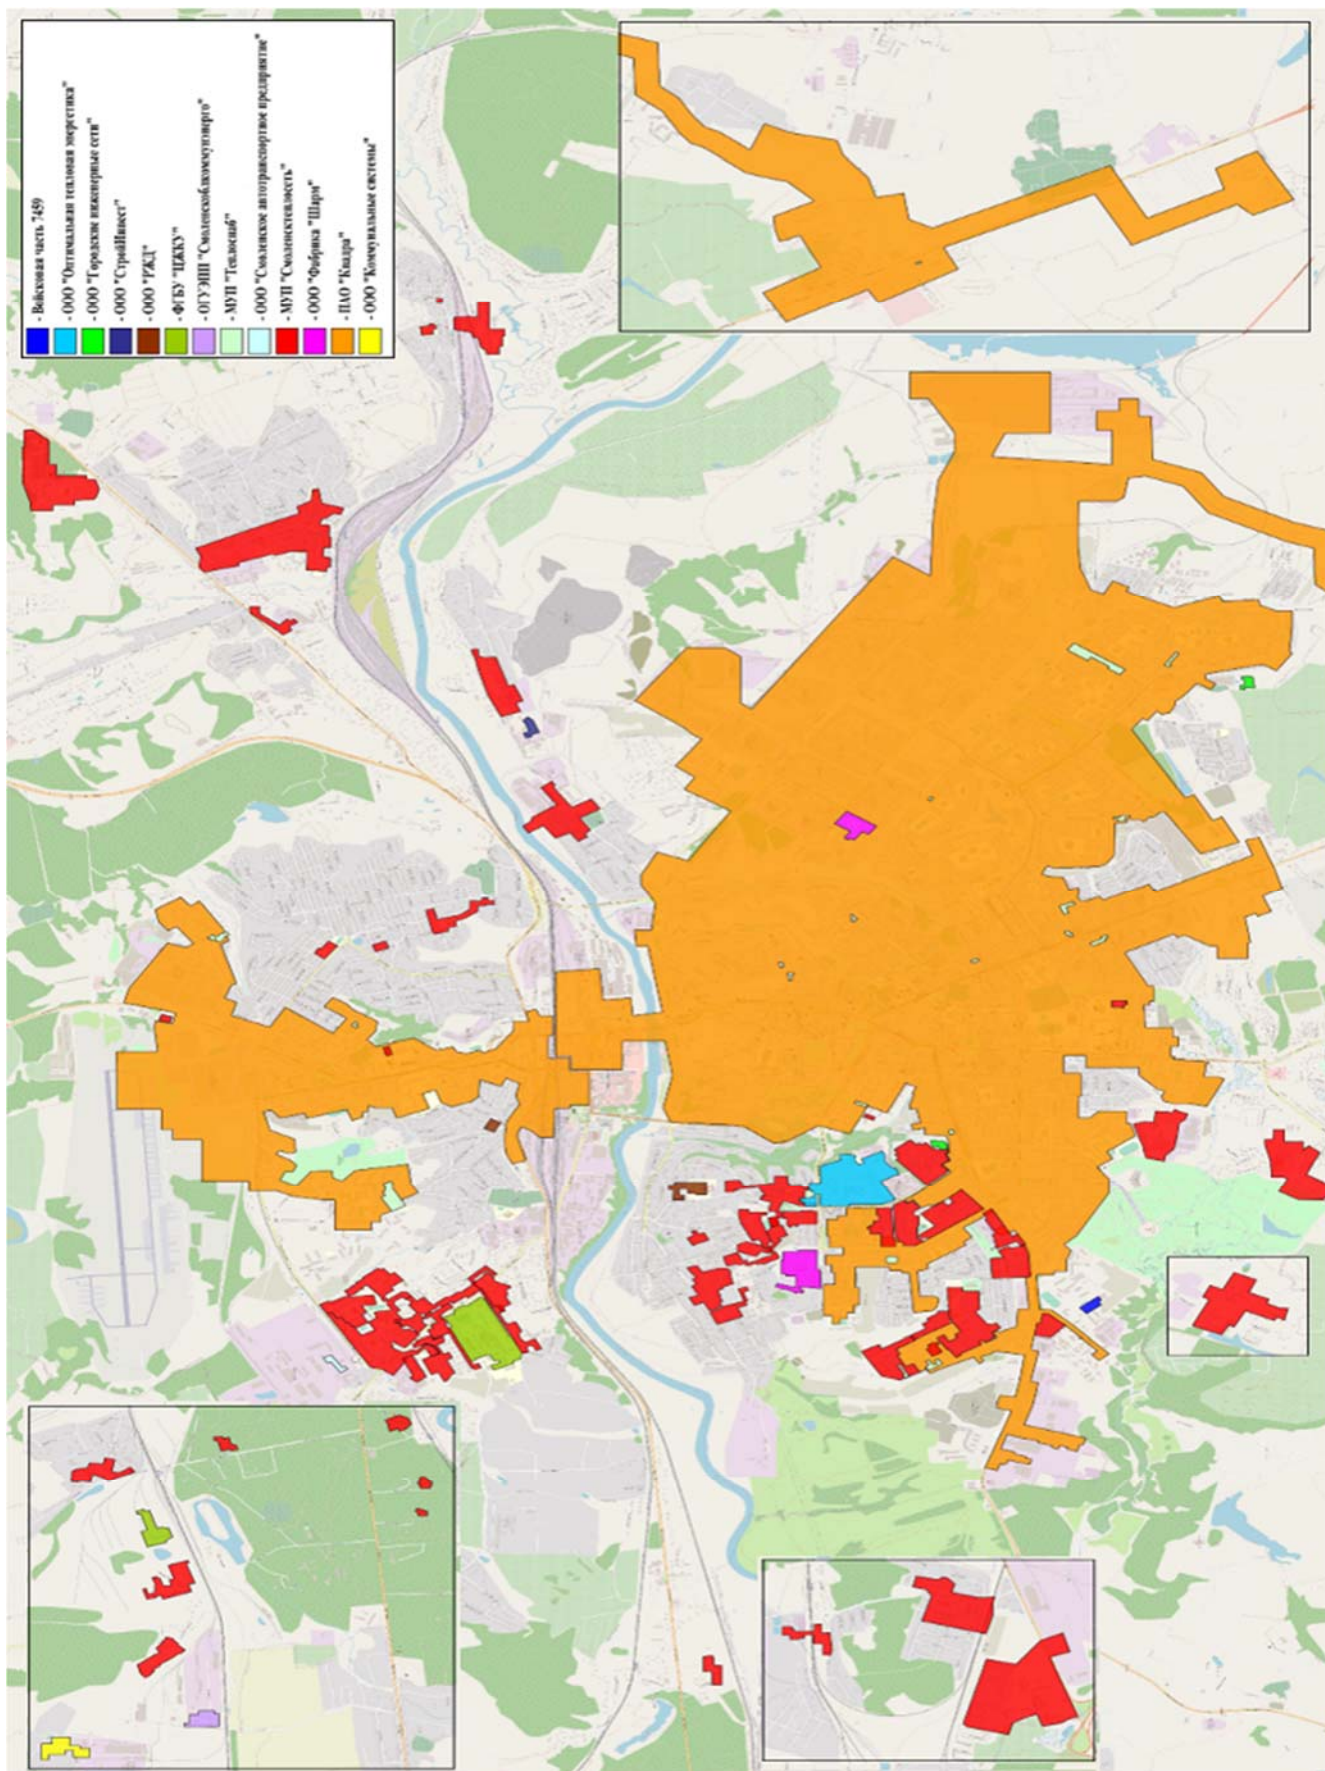 - Войсковая часть 7459
- ООО "Оптимальная тепловая энергетика"
- ООО "Городские инженерные сети"
- ООО "СтройИнвест"
- ООО "РЖД"
- ФГБУ "ЦЖКУ"
- ОГУЭПП "Смоленскоблкоммунэнерго"
- МУП "Теплоснаб"
- ООО "Смоленское автотранспортное предприятие"
- МУП "Смоленсктеплосеть"
- ООО "Фабрика "Шарм"
- ПАО "Квадра"
- ООО "Коммунальные системы"